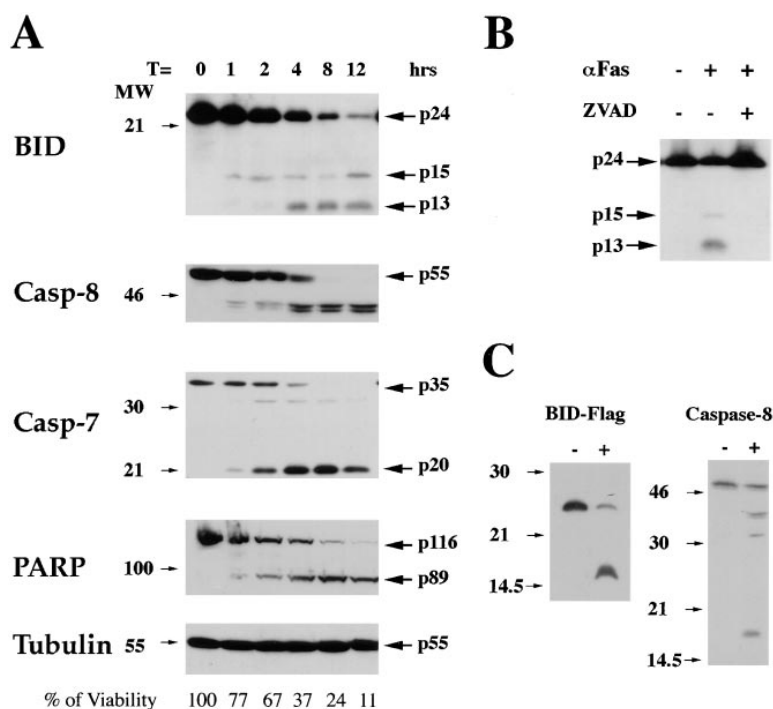 A
T= 0 1 2 4 8 12 hrs
MW
21
BID
p24
p15
p13
Casp-8
46
p55
Casp-7
30
21
p35
p20
PARP
100
p116
p89
Tubulin
55
p55
% of Viability 100 77 67 37 24 11
B
αFas - + +
ZVAD - - +
p24
p15
p13
C
BID-Flag
- +
30
21
14.5
Caspase-8
- +
46
30
21
14.5